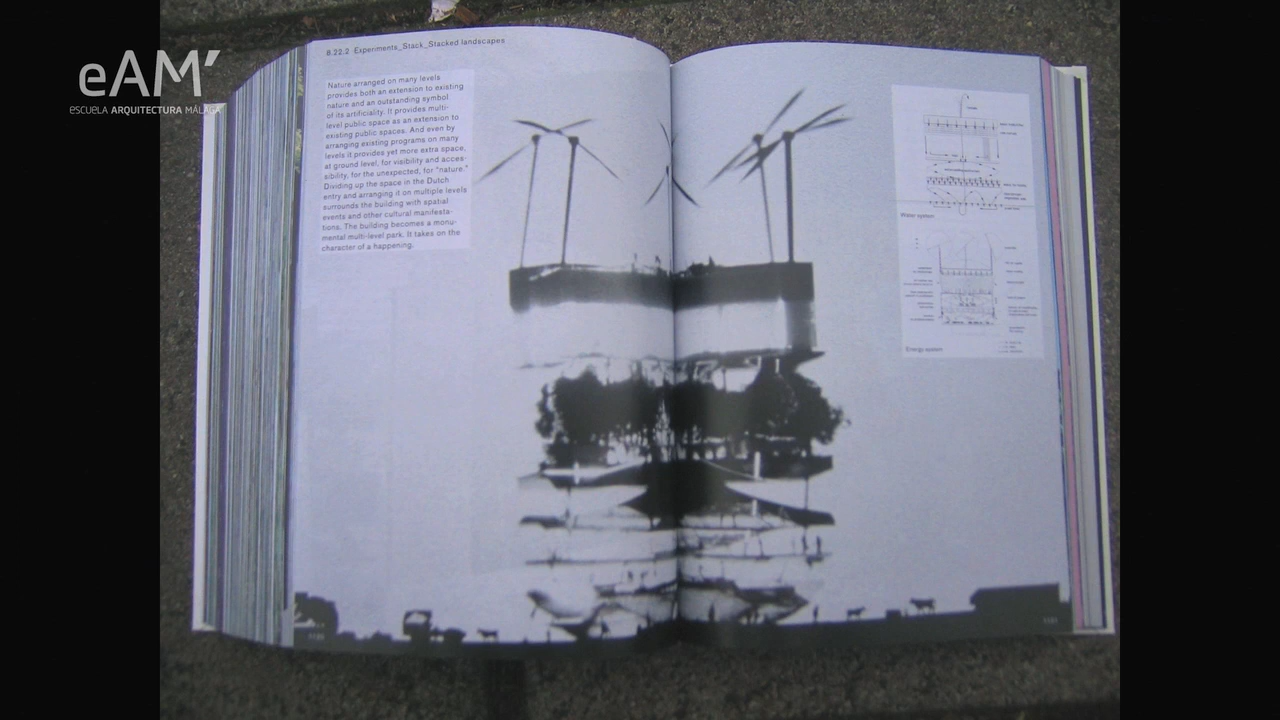 eAM'
ESCUELA ARQUITECTURA MÁLAGA
8.22.2 Experiments_Stack_Stacked landscapes
Nature arranged on many levels
provides both an extension to existing
nature and an outstanding symbol
of its artificiality. It provides multi-
level public space as an extension to
existing public spaces. And even by
arranging existing programs on many
levels it provides yet more extra space,
at ground level, for visibility and acces-
sibility, for the unexpected, for "nature."
Dividing up the space in the Dutch
entry and arranging it on multiple levels
surrounds the building with spatial
events and other cultural manifesta-
tions. The building becomes a monu-
mental multi-level park. It takes on the
character of a happening.
Water system
Energy system